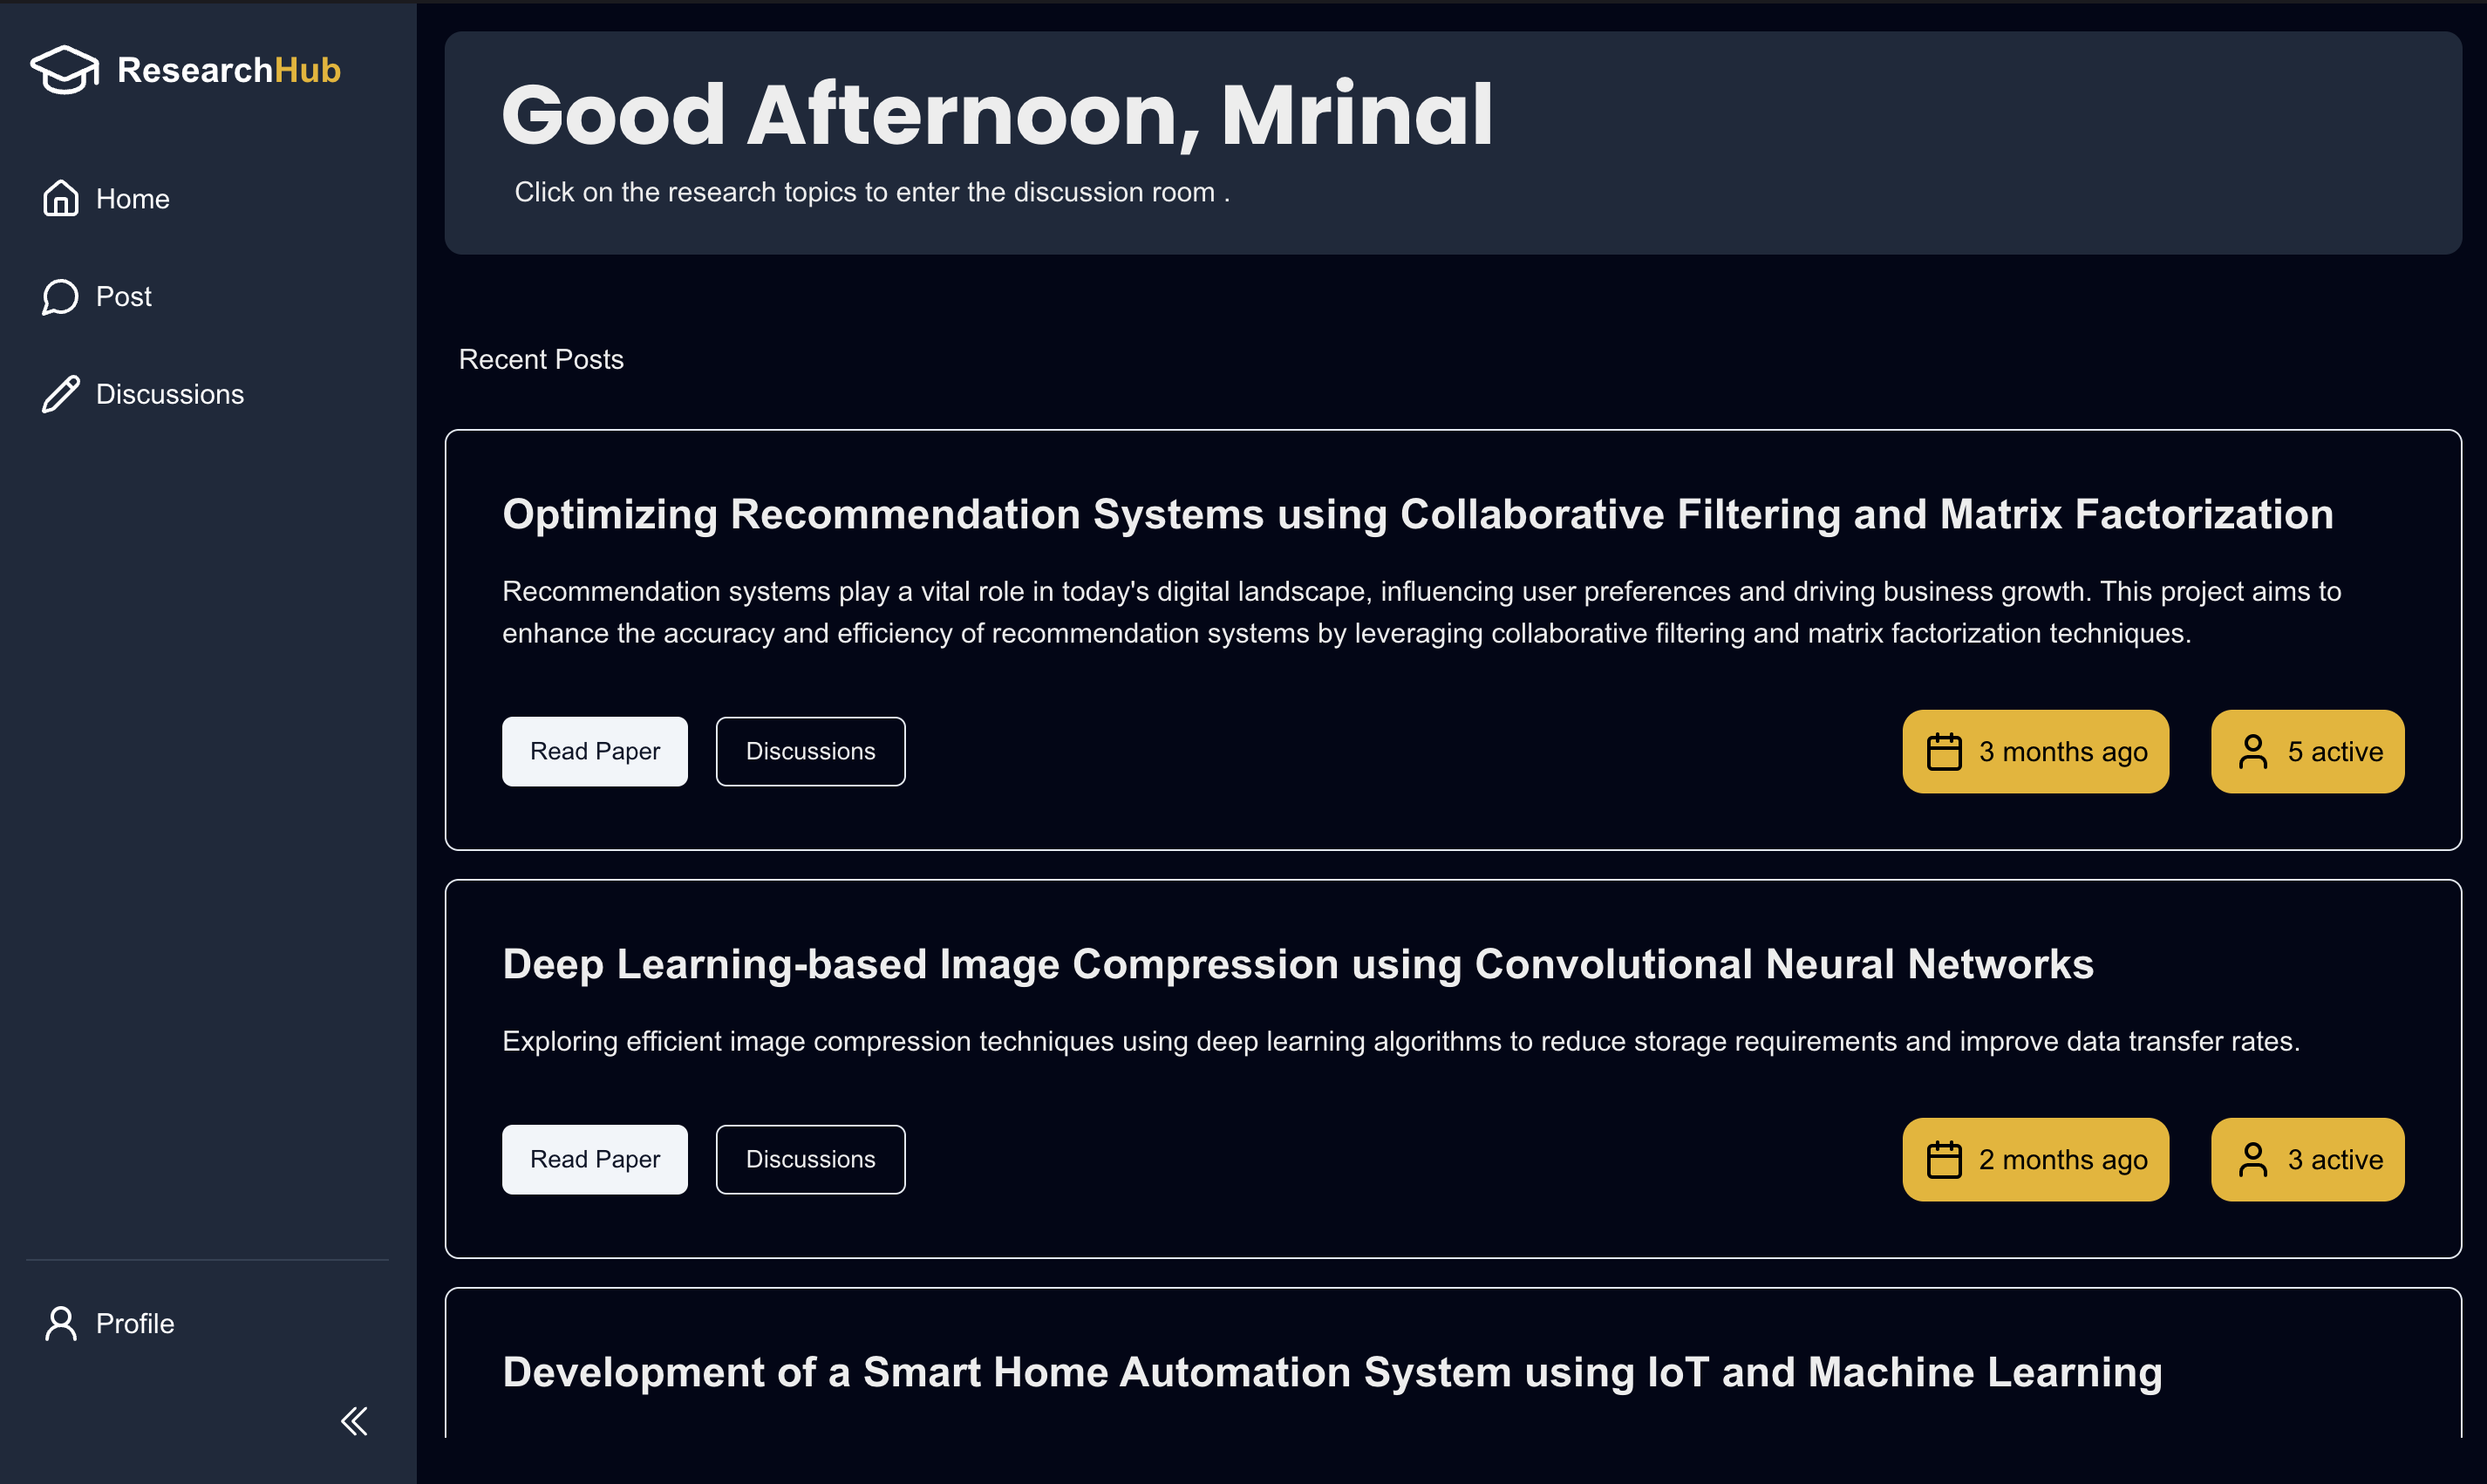 ResearchHub
Home
Post
Discussions
Profile
Good Afternoon, Mrinal
Click on the research topics to enter the discussion room .
Recent Posts
Optimizing Recommendation Systems using Collaborative Filtering and Matrix Factorization
Recommendation systems play a vital role in today's digital landscape, influencing user preferences and driving business growth. This project aims to
enhance the accuracy and efficiency of recommendation systems by leveraging collaborative filtering and matrix factorization techniques.
Read Paper
Discussions
3 months ago
5 active
Deep Learning-based Image Compression using Convolutional Neural Networks
Exploring efficient image compression techniques using deep learning algorithms to reduce storage requirements and improve data transfer rates.
Read Paper
Discussions
2 months ago
3 active
Development of a Smart Home Automation System using IoT and Machine Learning